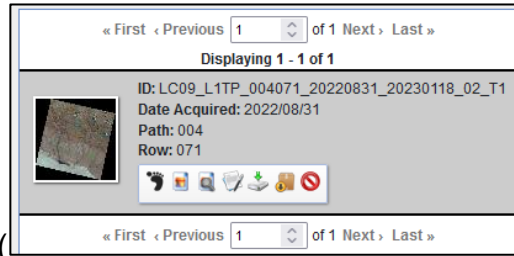 « First ‹ Previous 1 of 1 Next › Last »
Displaying 1 - 1 of 1
ID: LC09_L1TP_004071_20220831_20230118_02_T1
Date Acquired: 2022/08/31
Path: 004
Row: 071
« First ‹ Previous 1 of 1 Next › Last »
(